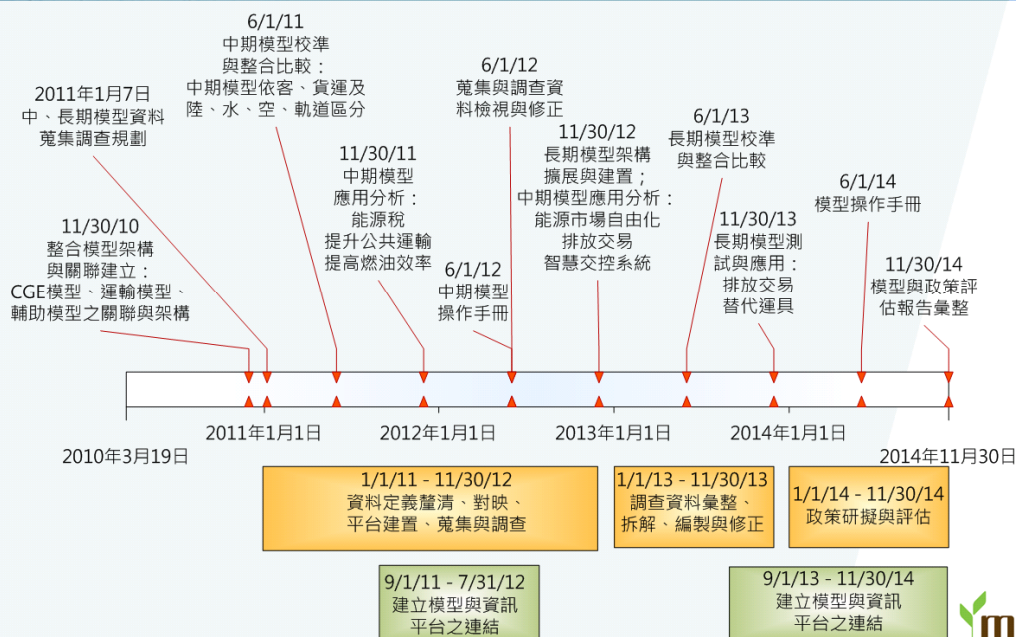 6/1/11
中期模型校準
與整合比較：
中期模型依客、貨運及
陸、水、空、軌道區分
2011年1月7日
中、長期模型資料
蒐集調查規劃
11/30/10
整合模型架構
與關聯建立：
CGE模型、運輸模型、
輔助模型之關聯與架構
11/30/11
中期模型
應用分析：
能源稅
提升公共運輸
提高燃油效率
6/1/12
蒐集與調查資
料檢視與修正
6/1/12
中期模型
操作手冊
11/30/12
長期模型架構
擴展與建置；
中期模型應用分析：
能源市場自由化
排放交易
智慧交控系統
6/1/13
長期模型校準
與整合比較
11/30/13
長期模型測
試與應用：
排放交易
替代運具
6/1/14
模型操作手冊
11/30/14
模型與政策評
估報告彙整
2011年1月1日
2012年1月1日
2013年1月1日
2014年1月1日
2010年3月19日
2014年11月30日
1/1/11 - 11/30/12
資料定義釐清、對映、
平台建置、蒐集與調查
1/1/13 - 11/30/13
調查資料彙整、
拆解、編製與修正
1/1/14 - 11/30/14
政策研擬與評估
9/1/11 - 7/31/12
建立模型與資訊
平台之連結
9/1/13 - 11/30/14
建立模型與資訊
平台之連結
m